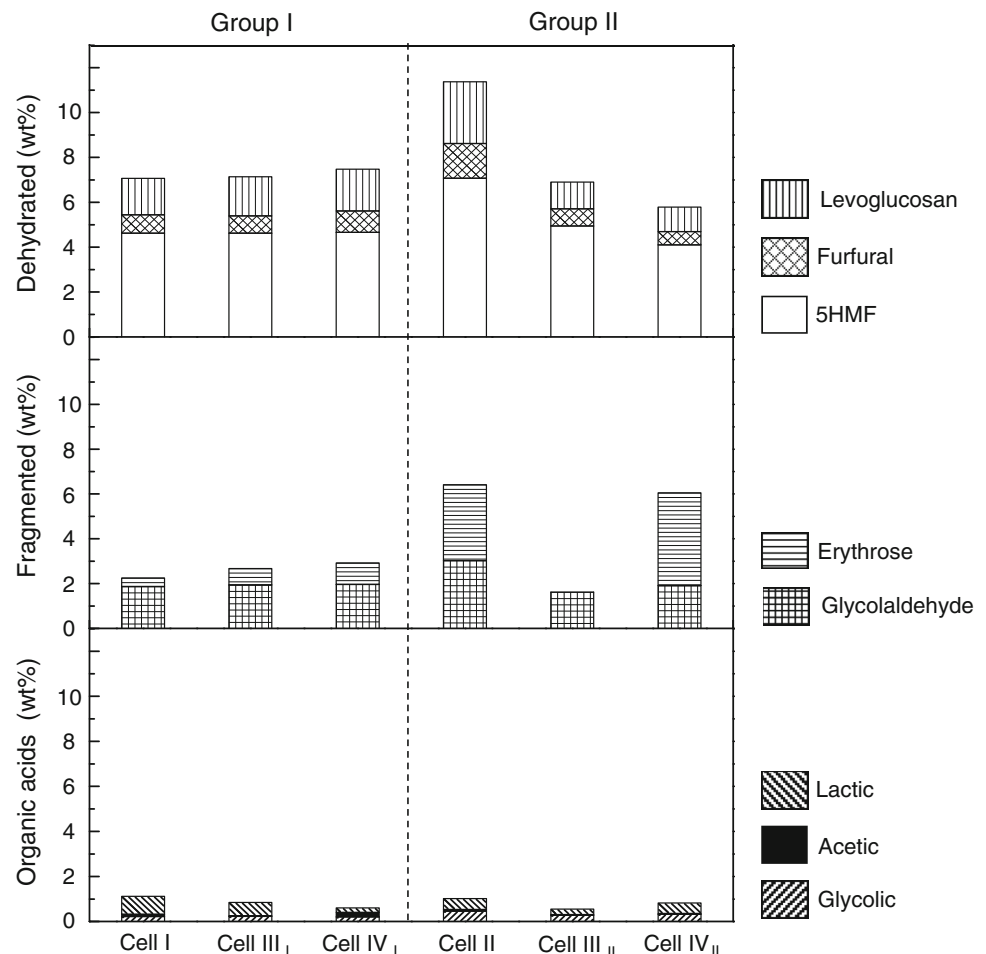 Group I
Group II
Dehydrated (wt%)
10
8
6
4
2
0
Levoglucosan
Furfural
5HMF
Fragmented (wt%)
10
8
6
4
2
0
Erythrose
Glycolaldehyde
Organic acids (wt%)
10
8
6
4
2
0
Lactic
Acetic
Glycolic
Cell I
Cell III I
Cell IV I
Cell II
Cell III II
Cell IV II